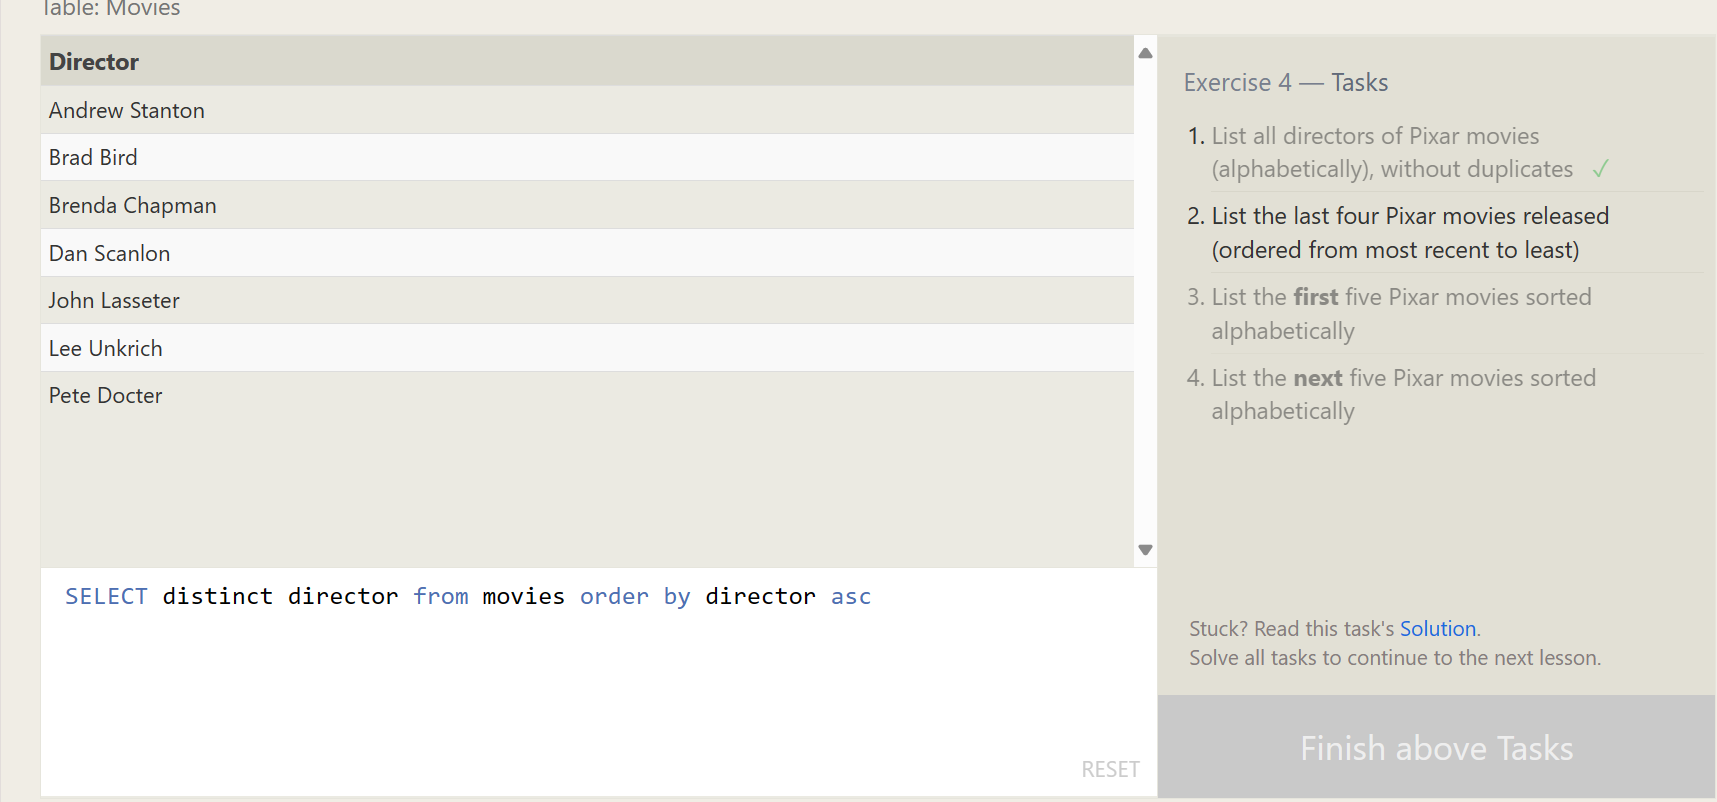 Table: Movies
Director
Andrew Stanton
Brad Bird
Brenda Chapman
Dan Scanlon
John Lasseter
Lee Unkrich
Pete Docter
SELECT distinct director from movies order by director asc
RESET
Exercise 4 — Tasks
1. List all directors of Pixar movies
(alphabetically), without duplicates ✓
2. List the last four Pixar movies released
(ordered from most recent to least)
3. List the first five Pixar movies sorted
alphabetically
4. List the next five Pixar movies sorted
alphabetically
Stuck? Read this task's Solution.
Solve all tasks to continue to the next lesson.
Finish above Tasks